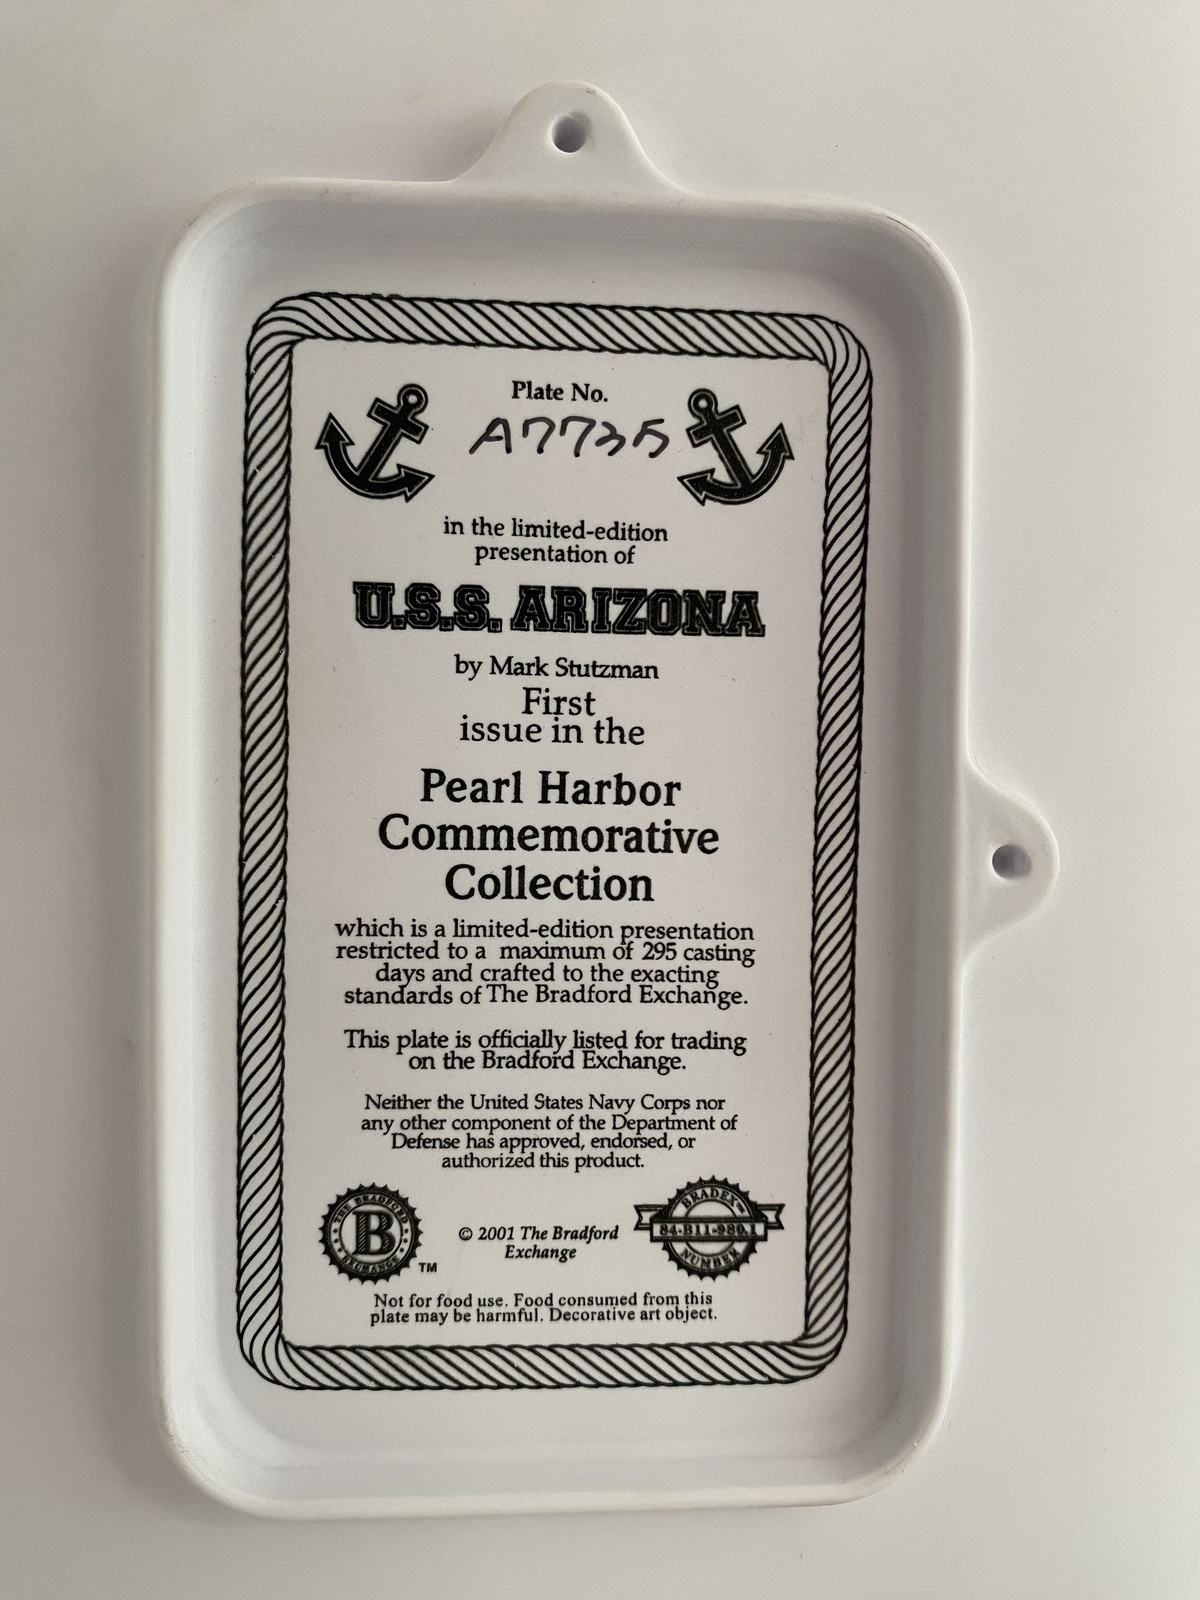 Plate No.
A7735
in the limited-edition
presentation of
U.S.S. ARIZONA
by Mark Stutzman
First
issue in the
Pearl Harbor
Commemorative
Collection
which is a limited-edition presentation
restricted to a maximum of 295 casting
days and crafted to the exacting
standards of The Bradford Exchange.
This plate is officially listed for trading
on the Bradford Exchange.
Neither the United States Navy Corps nor
any other component of the Department of
Defense has approved, endorsed, or
authorized this product.
THE BRADFORD
B
EXCHANGE
TM
© 2001 The Bradford
Exchange
BRADEX™
84-B11-980.1
NUMBER
Not for food use. Food consumed from this
plate may be harmful. Decorative art object.